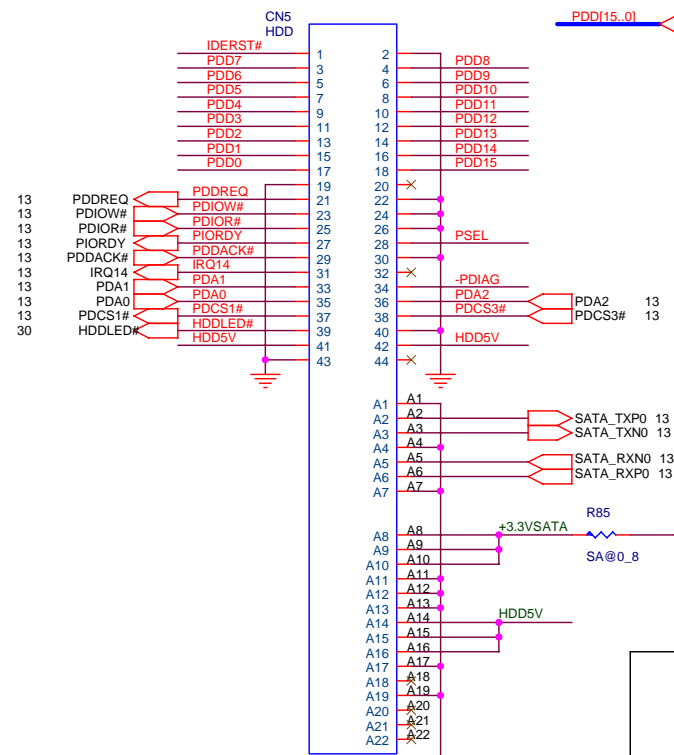 CN5
HDD
PDD[15..0]
IDERST# 1 2
PDD7 3 4 PDD8
PDD6 5 6 PDD9
PDD5 7 8 PDD10
PDD4 9 10 PDD11
PDD3 11 12 PDD12
PDD2 13 14 PDD13
PDD1 15 16 PDD14
PDD0 17 18 PDD15
19 20
13 PDDREQ PDDREQ 21 22
13 PDIOW# PDIOW# 23 24
13 PDIOR# PDIOR# 25 26
13 PIORDY PIORDY 27 28 PSEL
13 PDDACK# PDDACK# 29 30
13 IRQ14 IRQ14 31 32
13 PDA1 PDA1 33 34 -PDIAG
13 PDA0 PDA0 35 36 PDA2 PDA2 13
13 PDCS1# PDCS1# 37 38 PDCS3# PDCS3# 13
30 HDDLED# HDDLED# 39 40
HDD5V 41 42 HDD5V
43 44
A1 A1
A2 A2 SATA_TXP0 13
A3 A3 SATA_TXN0 13
A4 A4
A5 A5 SATA_RXN0 13
A6 A6 SATA_RXP0 13
A7 A7
R85
A8 A8 +3.3VSATA
A9 A9
SA@0_8
A10 A10
A11 A11
A12 A12
A13 A13
A14 A14 HDD5V
A15 A15
A16 A16
A17 A17
A18 A18
A19 A19
A20 A20
A21 A21
A22 A22